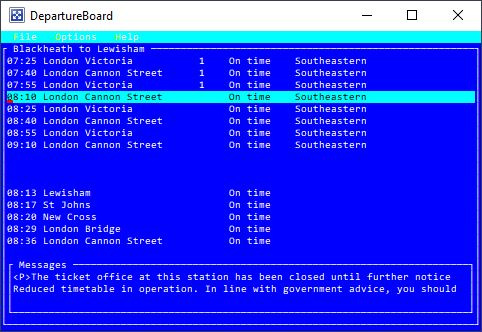 DepartureBoard
File Options Help
Blackheath to Lewisham
07:25 London Victoria 1 On time Southeastern
07:40 London Cannon Street 1 On time Southeastern
07:55 London Victoria 1 On time Southeastern
08:10 London Cannon Street On time Southeastern
08:25 London Victoria On time Southeastern
08:40 London Cannon Street On time Southeastern
08:55 London Victoria On time Southeastern
09:10 London Cannon Street On time Southeastern
08:13 Lewisham On time
08:17 St Johns On time
08:20 New Cross On time
08:29 London Bridge On time
08:36 London Cannon Street On time
Messages
<P>The ticket office at this station has been closed until further notice
Reduced timetable in operation. In line with government advice, you should